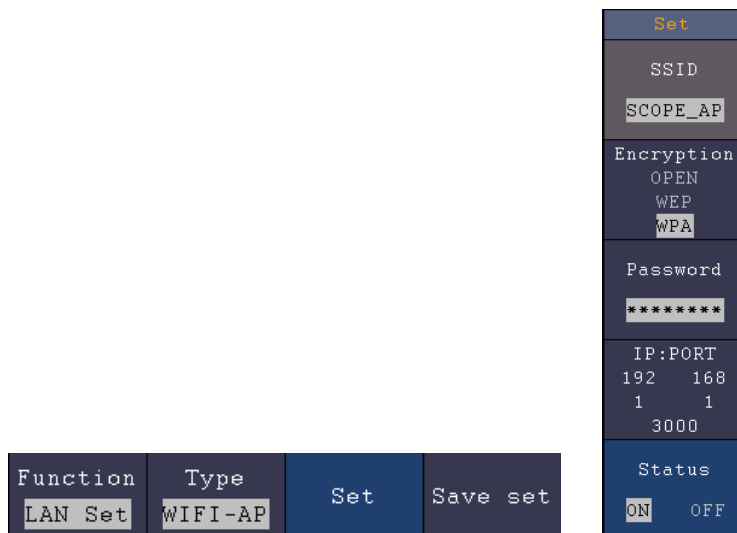 Set
SSID
SCOPE_AP
Encryption
OPEN
WEP
WPA
Password
********
IP:PORT
192 168
1 1
3000
Status
ON OFF
Function Type Set Save set
LAN Set WIFI-AP